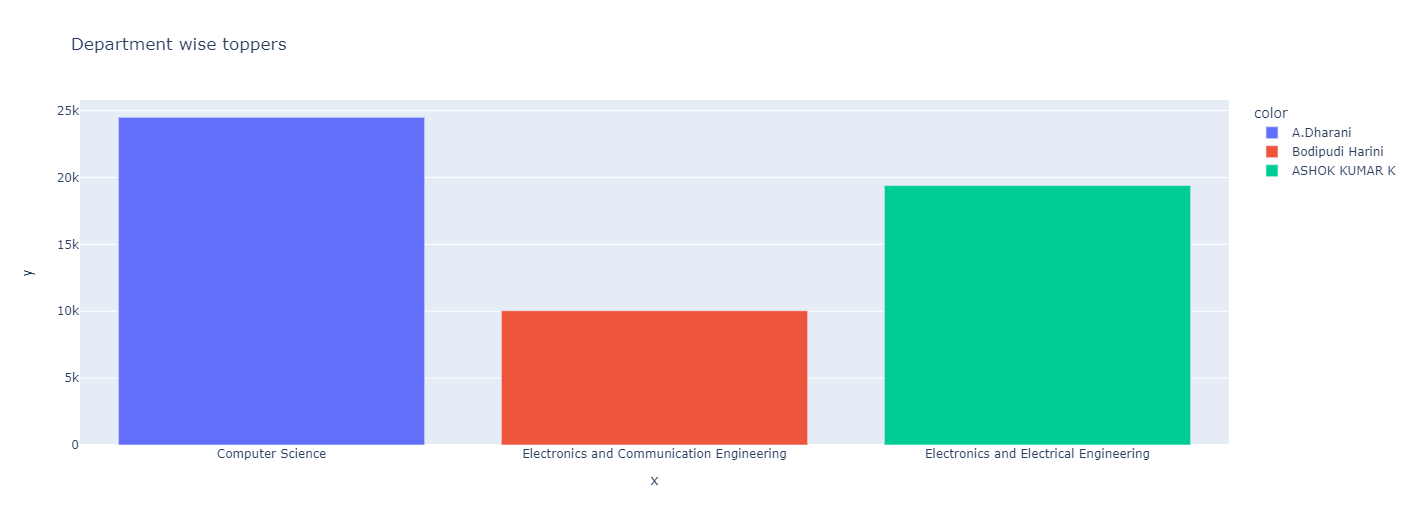 Department wise toppers
25k
20k
15k
10k
5k
0
y
Computer Science
Electronics and Communication Engineering
Electronics and Electrical Engineering
x
color
A.Dharani
Bodipudi Harini
ASHOK KUMAR K